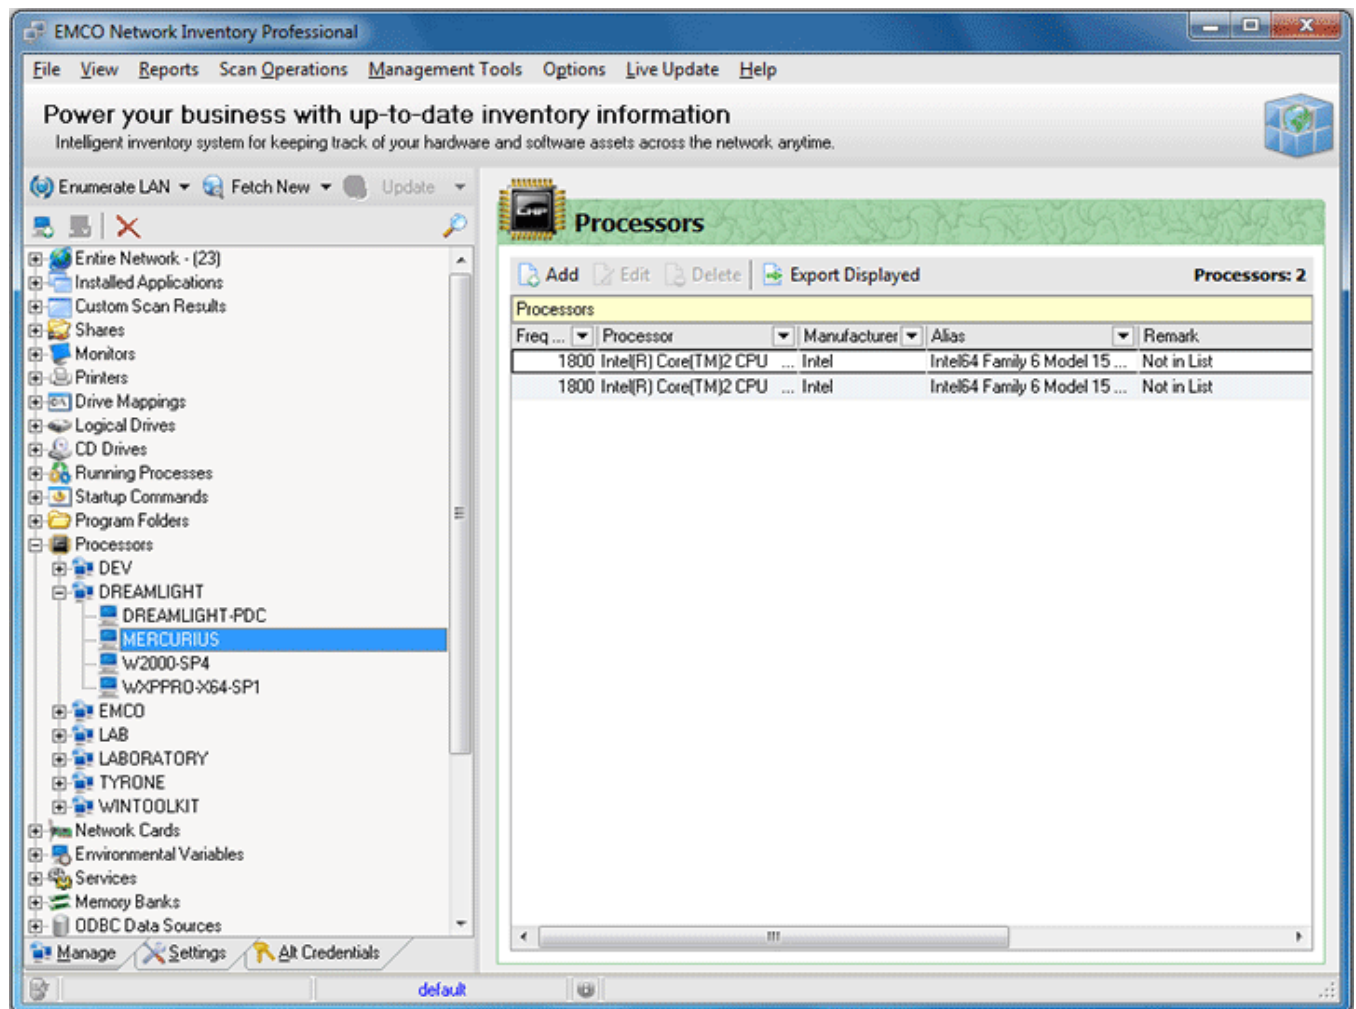 EMCO Network Inventory Professional
File View Reports Scan Operations Management Tools Options Live Update Help
Power your business with up-to-date inventory information
Intelligent inventory system for keeping track of your hardware and software assets across the network anytime.
Enumerate LAN Fetch New Update
CHIP
Processors
Entire Network - (23)
Installed Applications
Custom Scan Results
Shares
Monitors
Printers
Drive Mappings
Logical Drives
CD Drives
Running Processes
Startup Commands
Program Folders
Processors
DEV
DREAMLIGHT
DREAMLIGHT-PDC
MERCURIUS
W2000-SP4
WXPPRO-X64-SP1
EMCO
LAB
LABORATORY
TYRONE
WINTOOLKIT
Network Cards
Environmental Variables
Services
Memory Banks
ODBC Data Sources
Manage Settings Alt Credentials
Add Edit Delete Export Displayed Processors: 2
Processors
Freq ... Processor Manufacturer Alias Remark
1800 Intel(R) Core(TM)2 CPU ... Intel Intel64 Family 6 Model 15 ... Not in List
1800 Intel(R) Core(TM)2 CPU ... Intel Intel64 Family 6 Model 15 ... Not in List
default